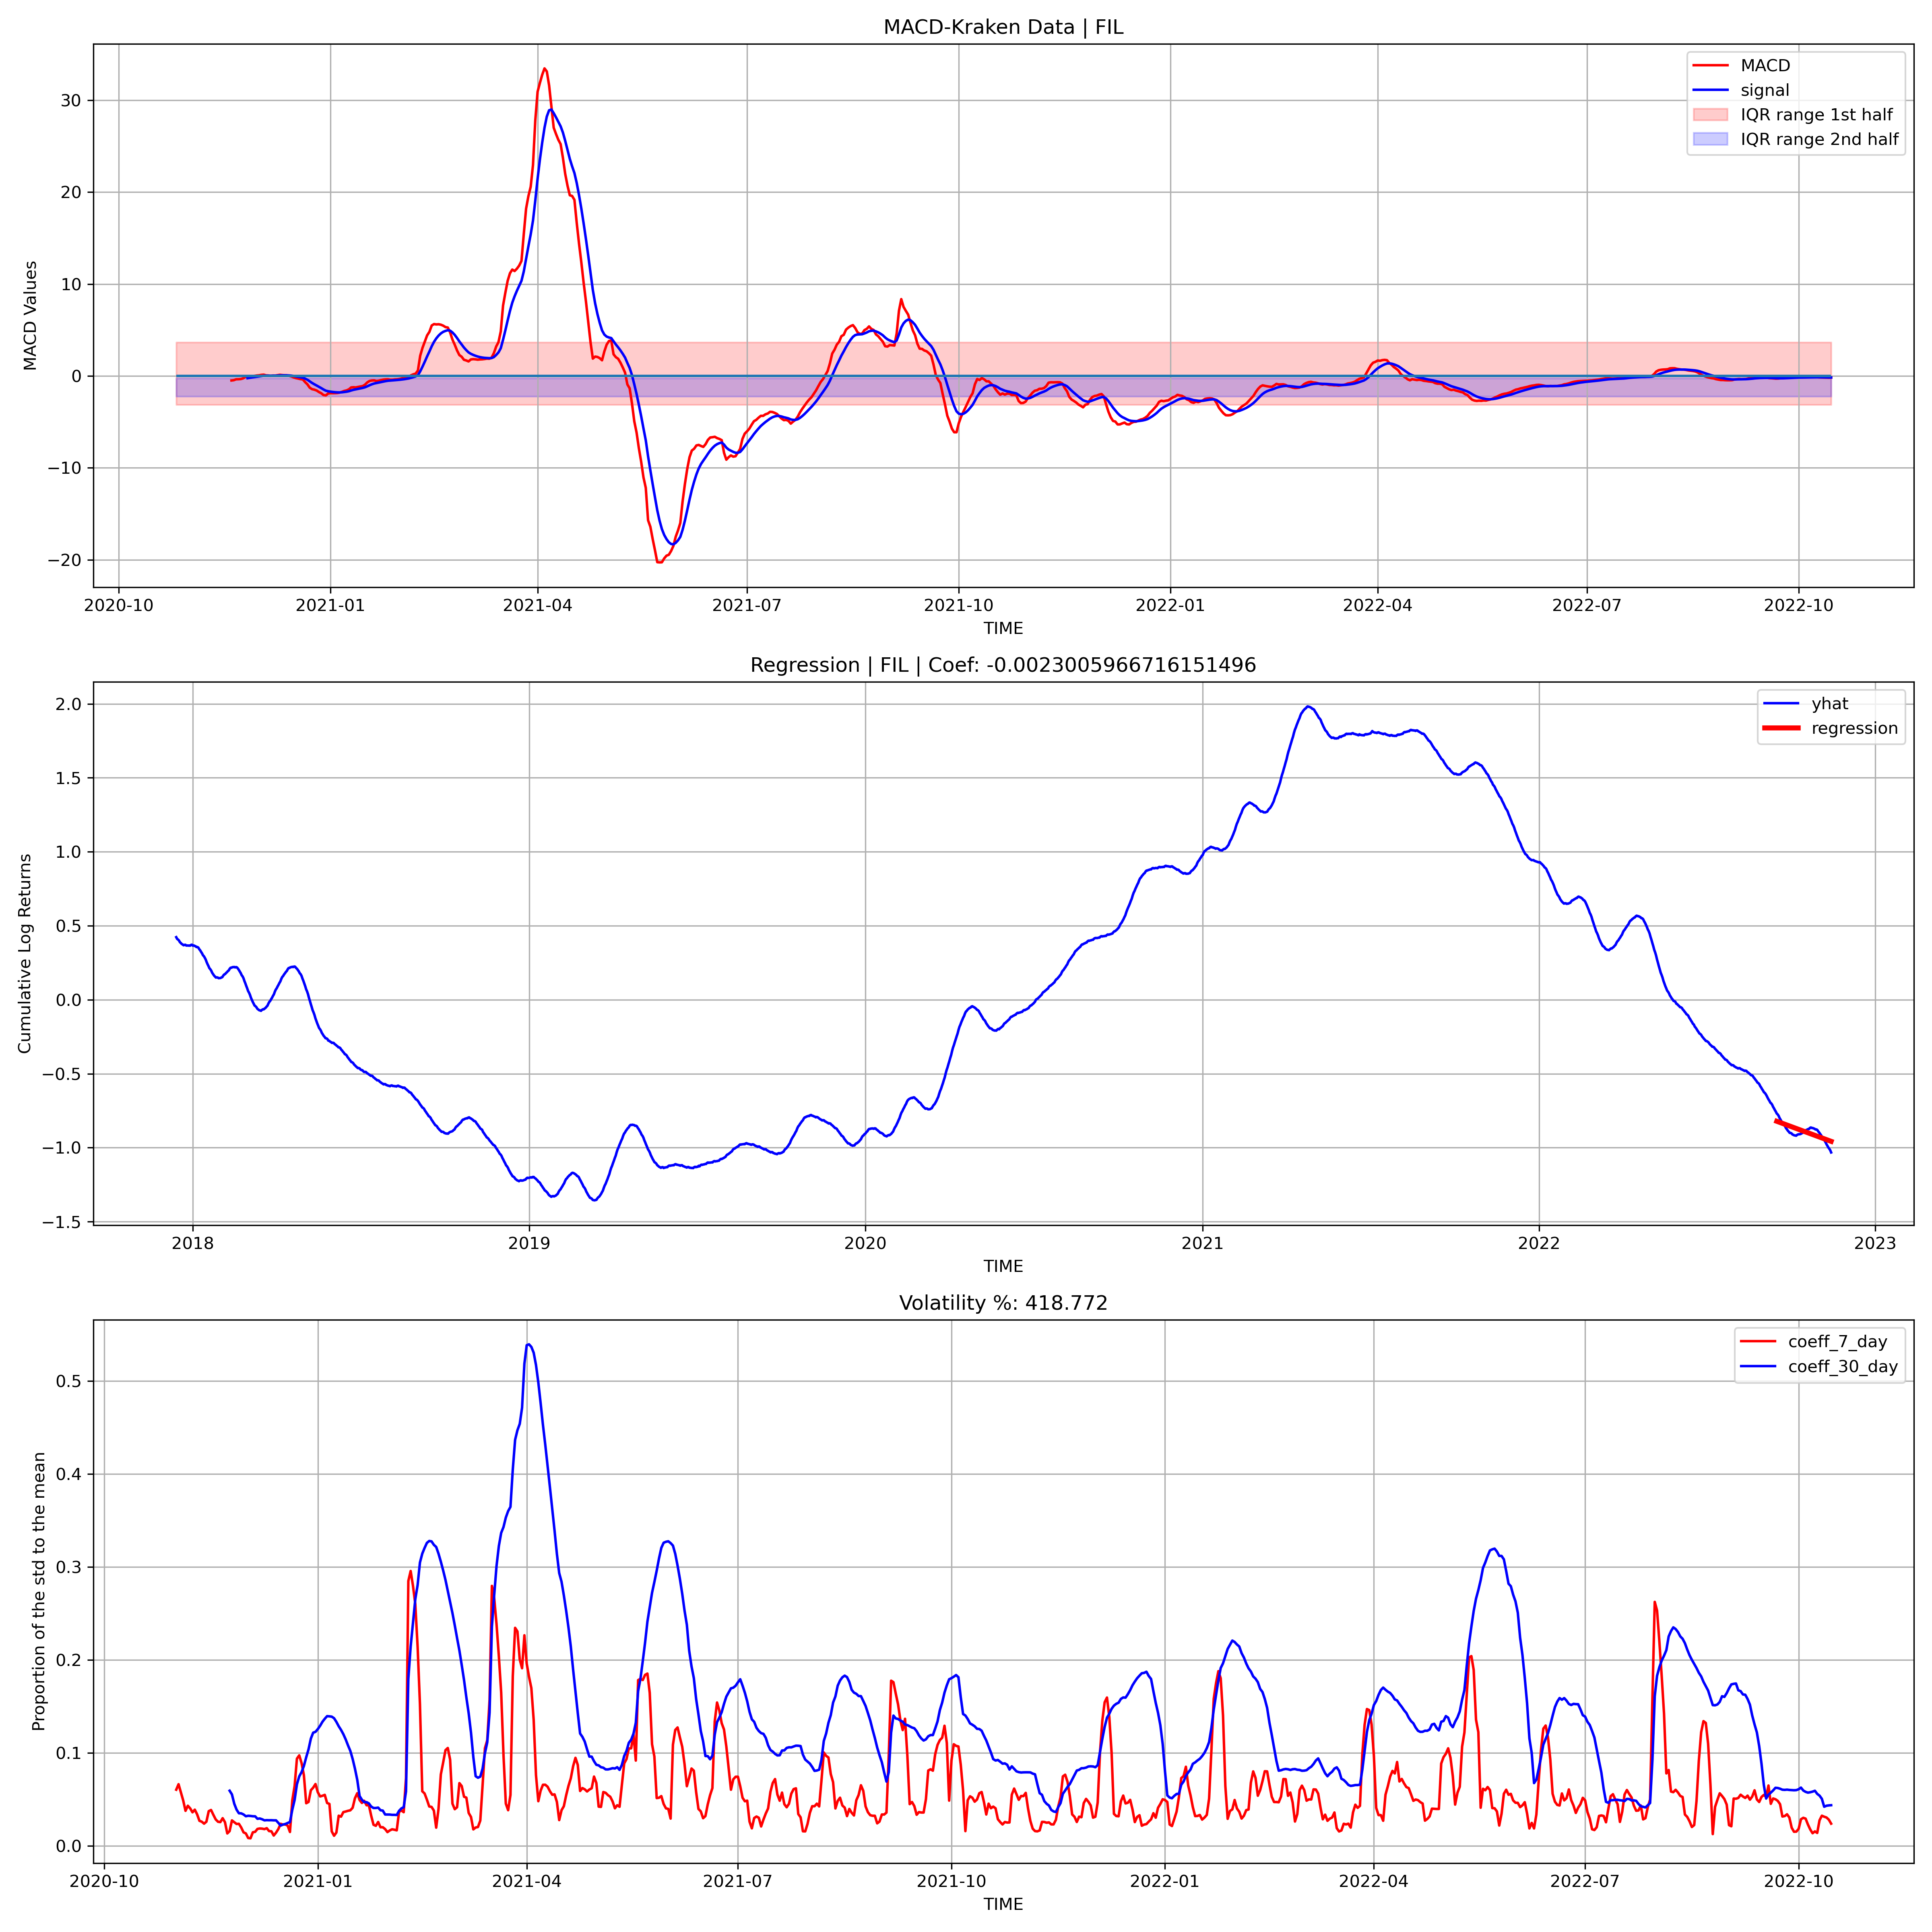 MACD-Kraken Data | FIL
MACD Values
30
20
10
0
−10
−20
MACD
signal
IQR range 1st half
IQR range 2nd half
2020-10 2021-01 2021-04 2021-07 2021-10 2022-01 2022-04 2022-07 2022-10
TIME
Regression | FIL | Coef: -0.0023005966716151496
Cumulative Log Returns
2.0
1.5
1.0
0.5
0.0
−0.5
−1.0
−1.5
yhat
regression
2018 2019 2020 2021 2022 2023
TIME
Volatility %: 418.772
Proportion of the std to the mean
0.5
0.4
0.3
0.2
0.1
0.0
coeff_7_day
coeff_30_day
2020-10 2021-01 2021-04 2021-07 2021-10 2022-01 2022-04 2022-07 2022-10
TIME